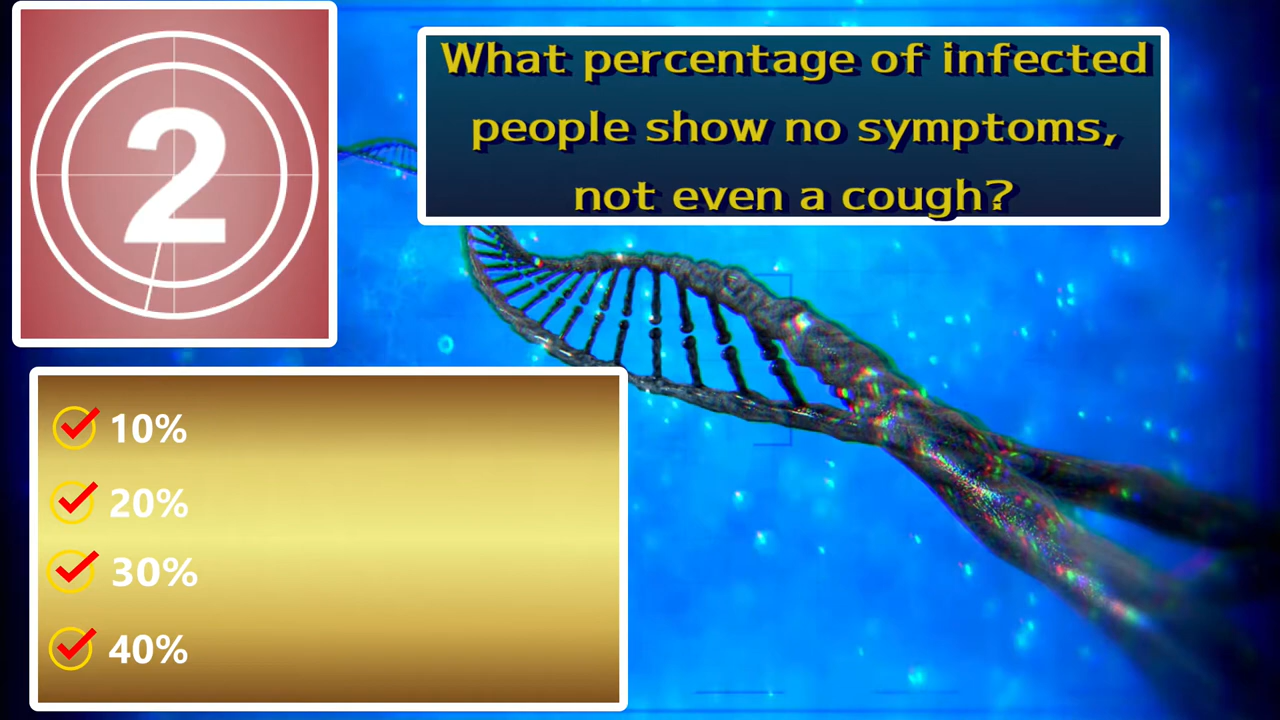 2
What percentage of infected
people show no symptoms,
not even a cough?
10%
20%
30%
40%